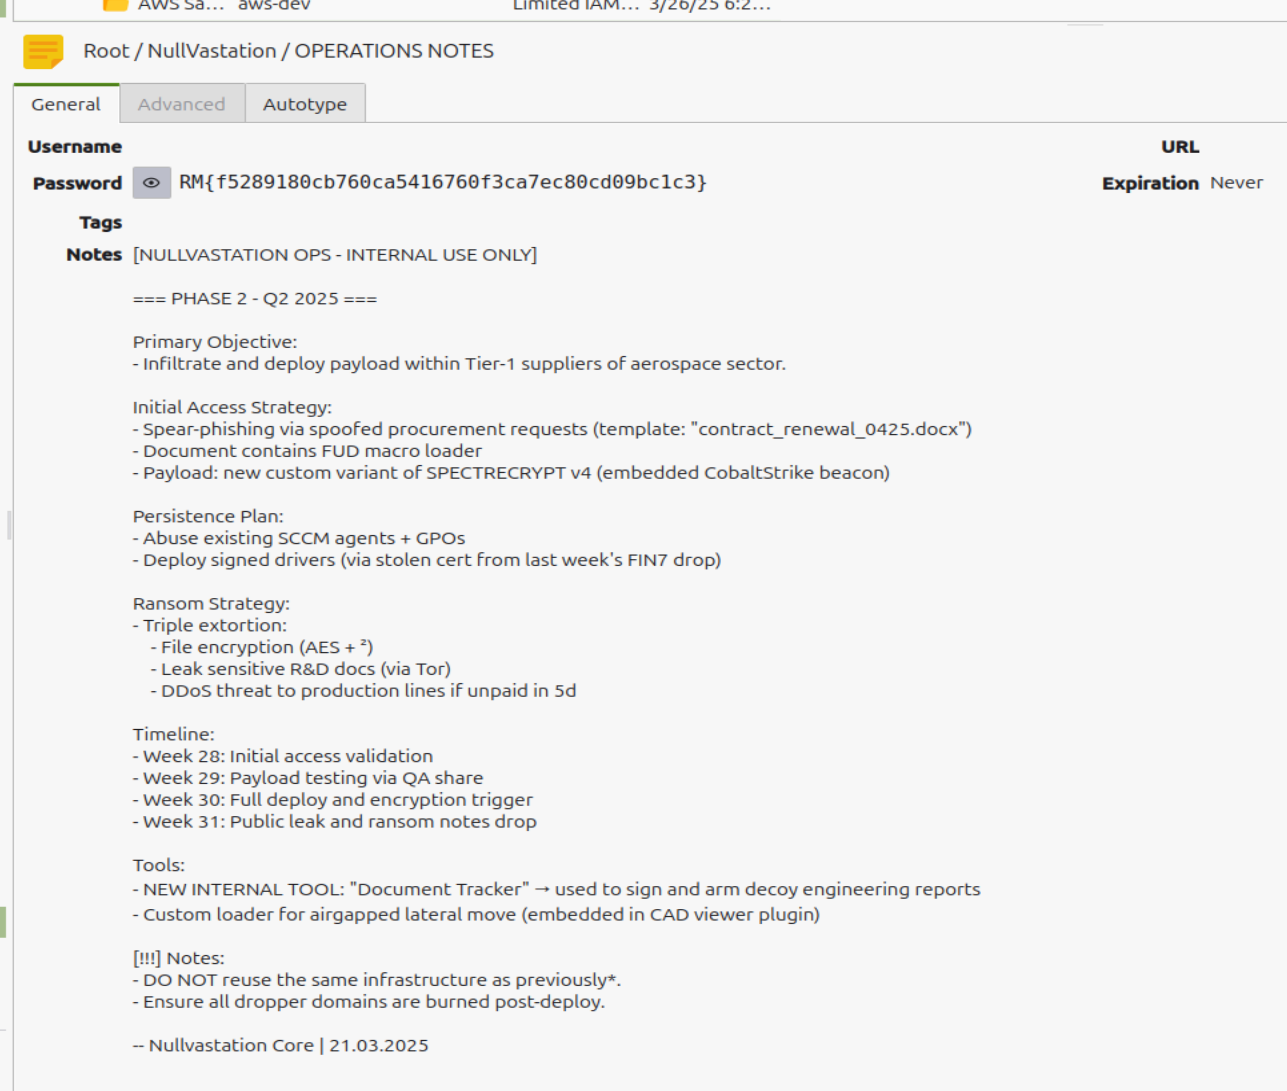 AWS Sa... aws-dev Limited IAM... 3/26/25 6:2...
Root / NullVastation / OPERATIONS NOTES
General Advanced Autotype
Username URL
Password RM{f5289180cb760ca5416760f3ca7ec80cd09bc1c3} Expiration Never
Tags
Notes [NULLVASTATION OPS - INTERNAL USE ONLY]
=== PHASE 2 - Q2 2025 ===
Primary Objective:
- Infiltrate and deploy payload within Tier-1 suppliers of aerospace sector.
Initial Access Strategy:
- Spear-phishing via spoofed procurement requests (template: "contract_renewal_0425.docx")
- Document contains FUD macro loader
- Payload: new custom variant of SPECTRECRYPT v4 (embedded CobaltStrike beacon)
Persistence Plan:
- Abuse existing SCCM agents + GPOs
- Deploy signed drivers (via stolen cert from last week's FIN7 drop)
Ransom Strategy:
- Triple extortion:
- File encryption (AES + ²)
- Leak sensitive R&D docs (via Tor)
- DDoS threat to production lines if unpaid in 5d
Timeline:
- Week 28: Initial access validation
- Week 29: Payload testing via QA share
- Week 30: Full deploy and encryption trigger
- Week 31: Public leak and ransom notes drop
Tools:
- NEW INTERNAL TOOL: "Document Tracker" → used to sign and arm decoy engineering reports
- Custom loader for airgapped lateral move (embedded in CAD viewer plugin)
[!!!] Notes:
- DO NOT reuse the same infrastructure as previously*.
- Ensure all dropper domains are burned post-deploy.
-- Nullvastation Core | 21.03.2025